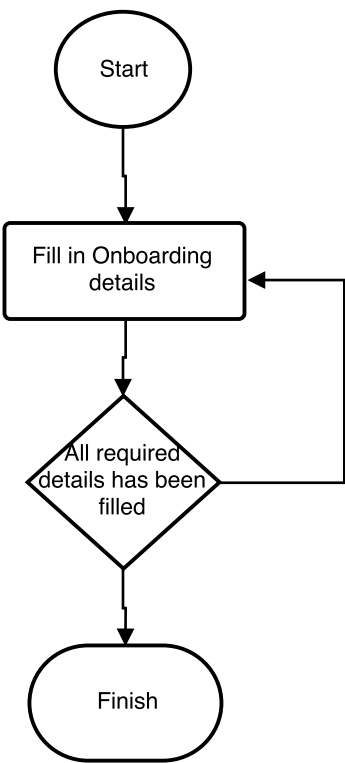 Start
Fill in Onboarding
details
All required
details has been
filled
Finish